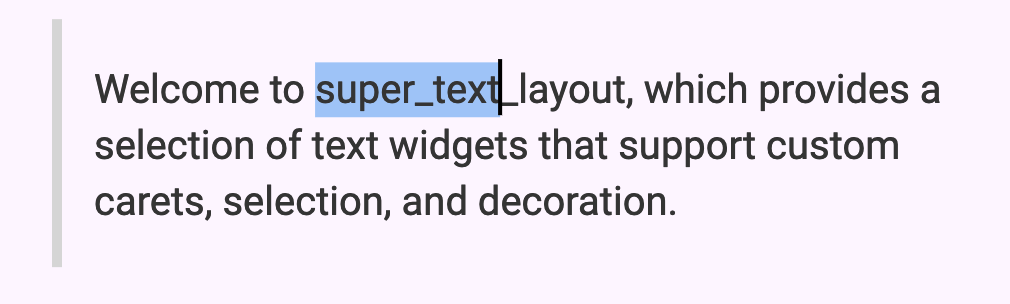 Welcome to super_text_layout, which provides a
selection of text widgets that support custom
carets, selection, and decoration.